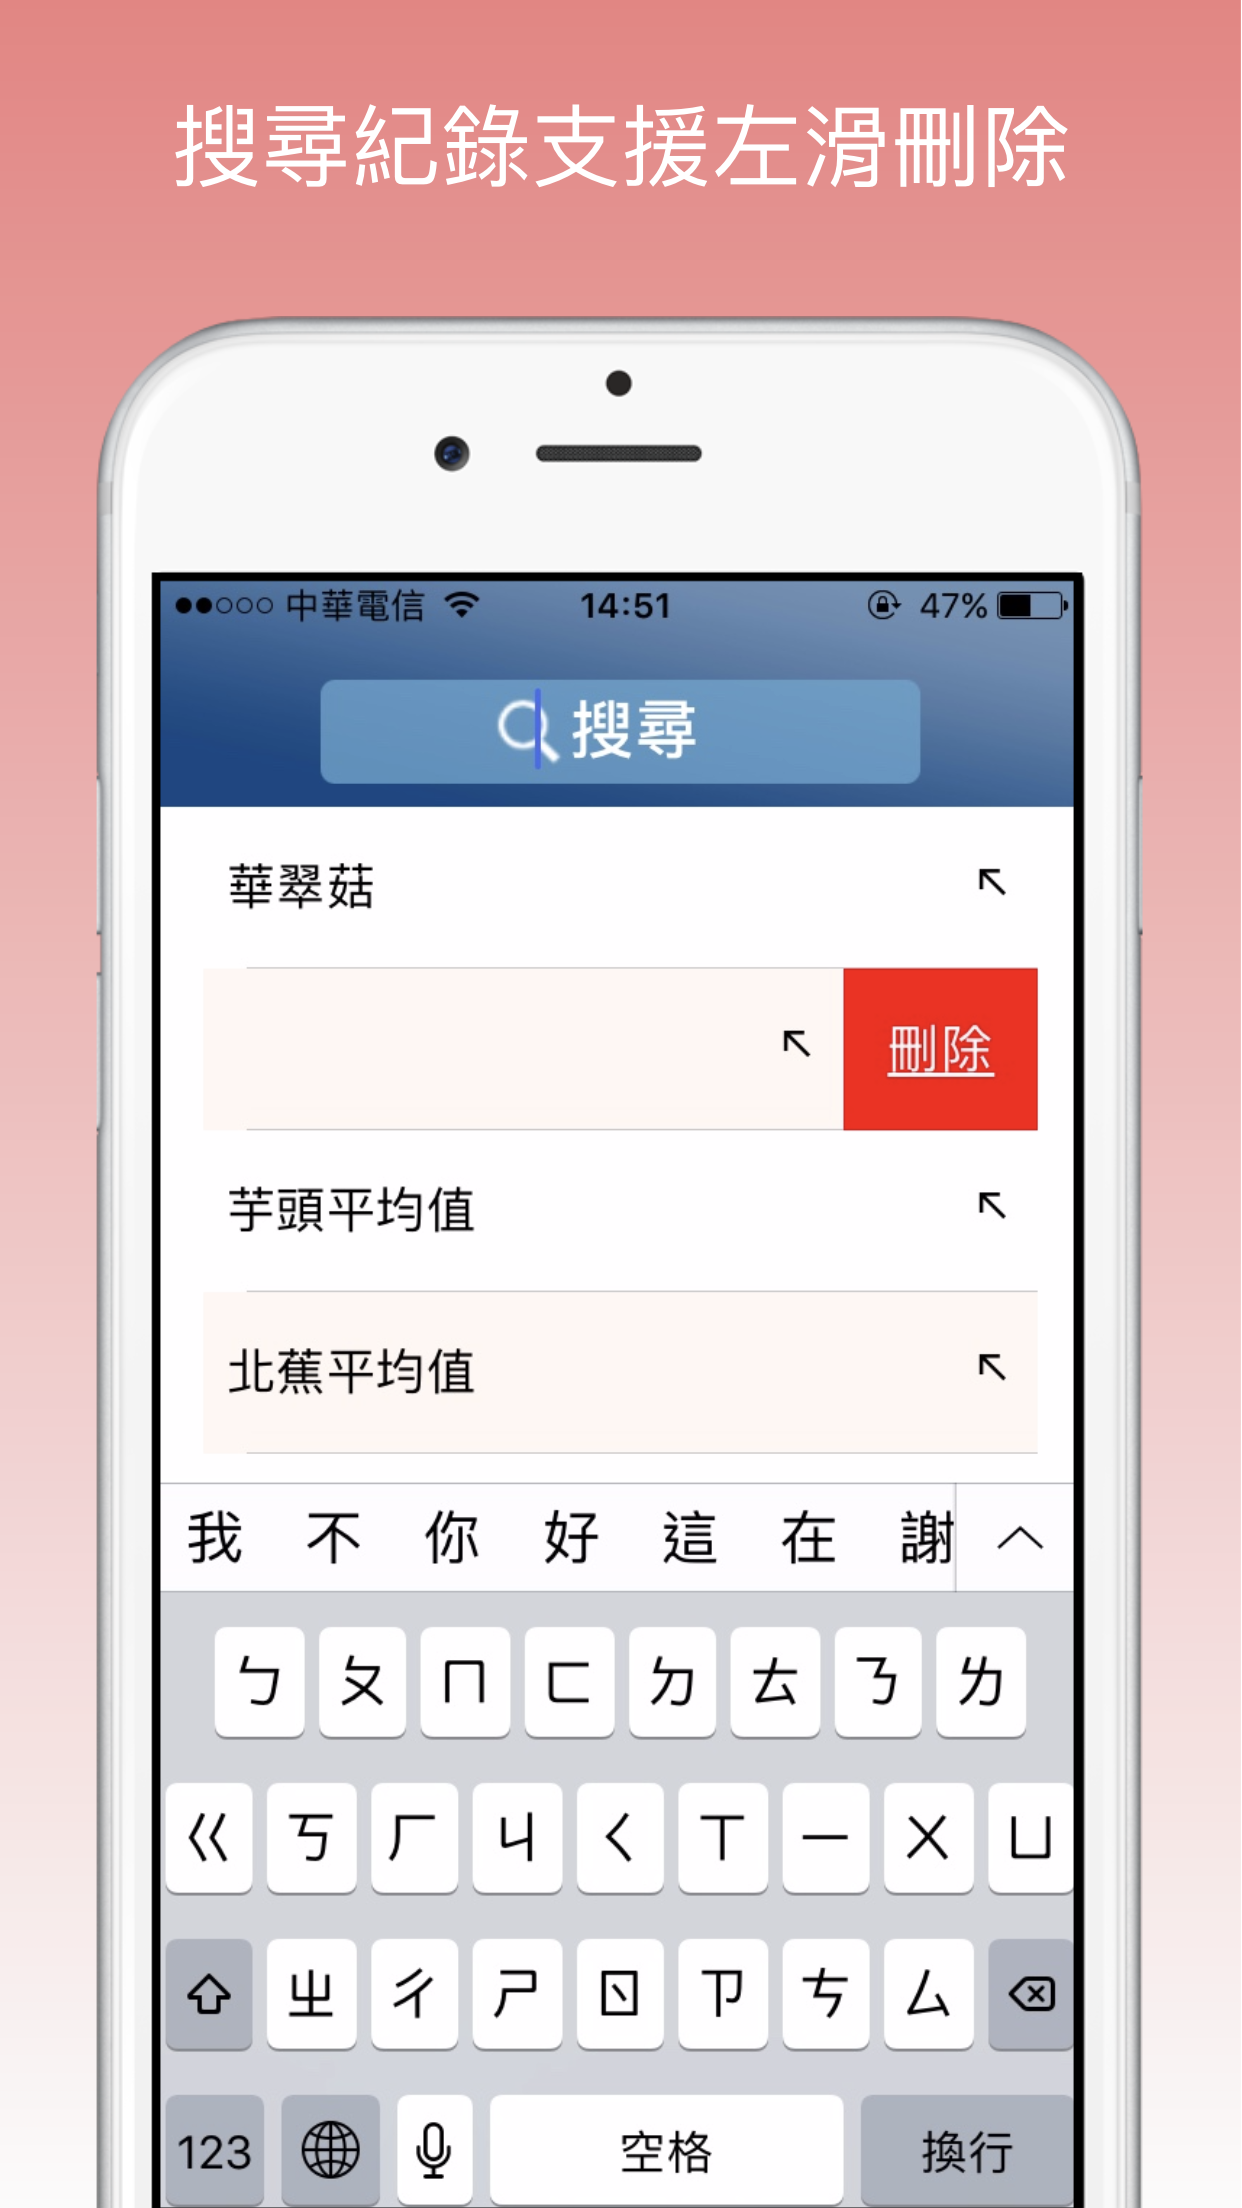 搜尋紀錄支援左滑刪除
中華電信 14:51 47%
搜尋
華翠菇
刪除
芋頭平均值
北蕉平均值
我 不 你 好 這 在 謝
ㄅ ㄆ ㄇ ㄈ ㄉ ㄊ ㄋ ㄌ
ㄍ ㄎ ㄏ ㄐ ㄑ ㄒ ㄧ ㄨ ㄩ
ㄓ ㄔ ㄕ ㄖ ㄗ ㄘ ㄙ
123 空格 換行